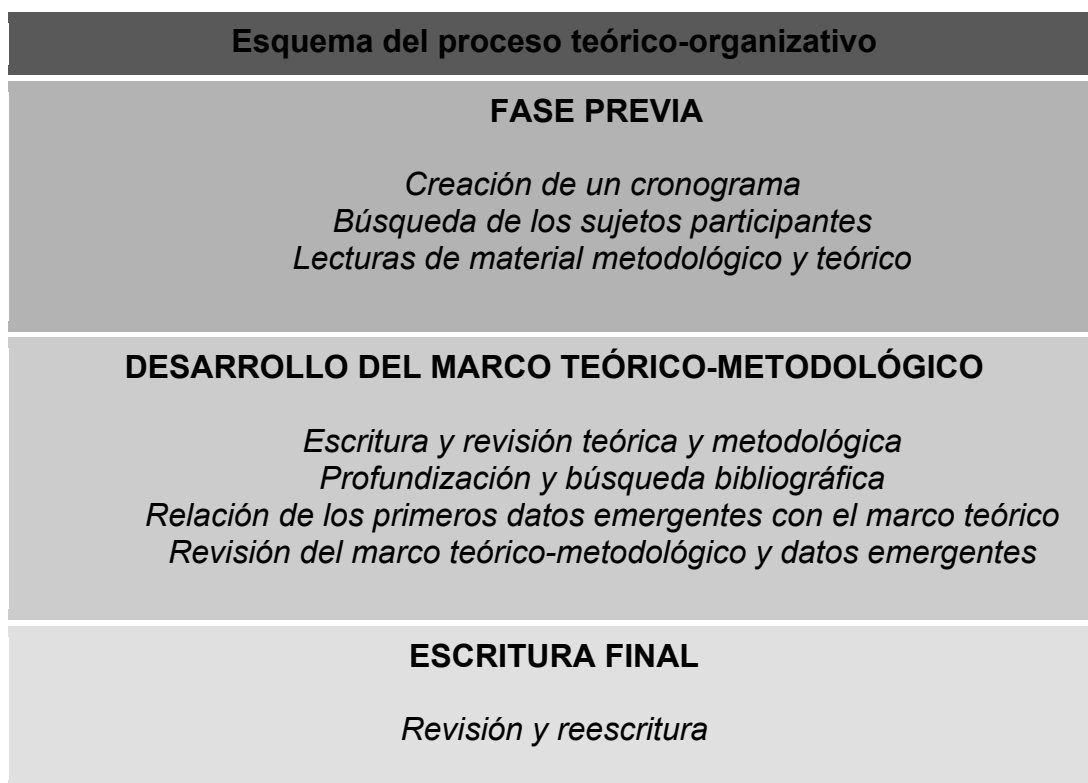 Esquema del proceso teórico-organizativo
FASE PREVIA
Creación de un cronograma
Búsqueda de los sujetos participantes
Lecturas de material metodológico y teórico
DESARROLLO DEL MARCO TEÓRICO-METODOLÓGICO
Escritura y revisión teórica y metodológica
Profundización y búsqueda bibliográfica
Relación de los primeros datos emergentes con el marco teórico
Revisión del marco teórico-metodológico y datos emergentes
ESCRITURA FINAL
Revisión y reescritura